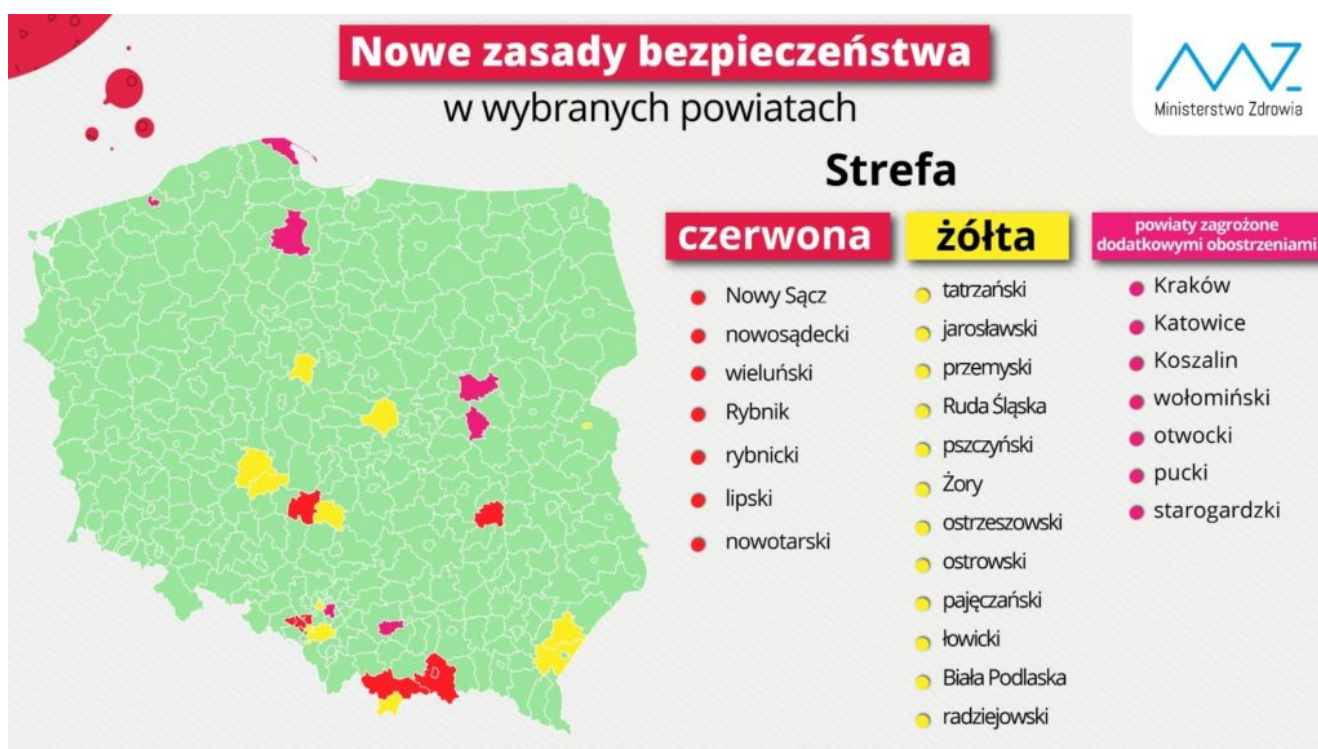 Nowe zasady bezpieczeństwa
w wybranych powiatach
Ministerstwo Zdrowia
Strefa
czerwona
Nowy Sącz
nowosądecki
wieluński
Rybnik
rybnicki
lipski
nowotarski
żółta
tatrzański
jarosławski
przemyski
Ruda Śląska
pszczyński
Żory
ostrzeszowski
ostrowski
pajęczański
łowicki
Biała Podlaska
radziejowski
powiaty zagrożone
dodatkowymi obostrzeniami
Kraków
Katowice
Koszalin
wołomiński
otwocki
pucki
starogardzki